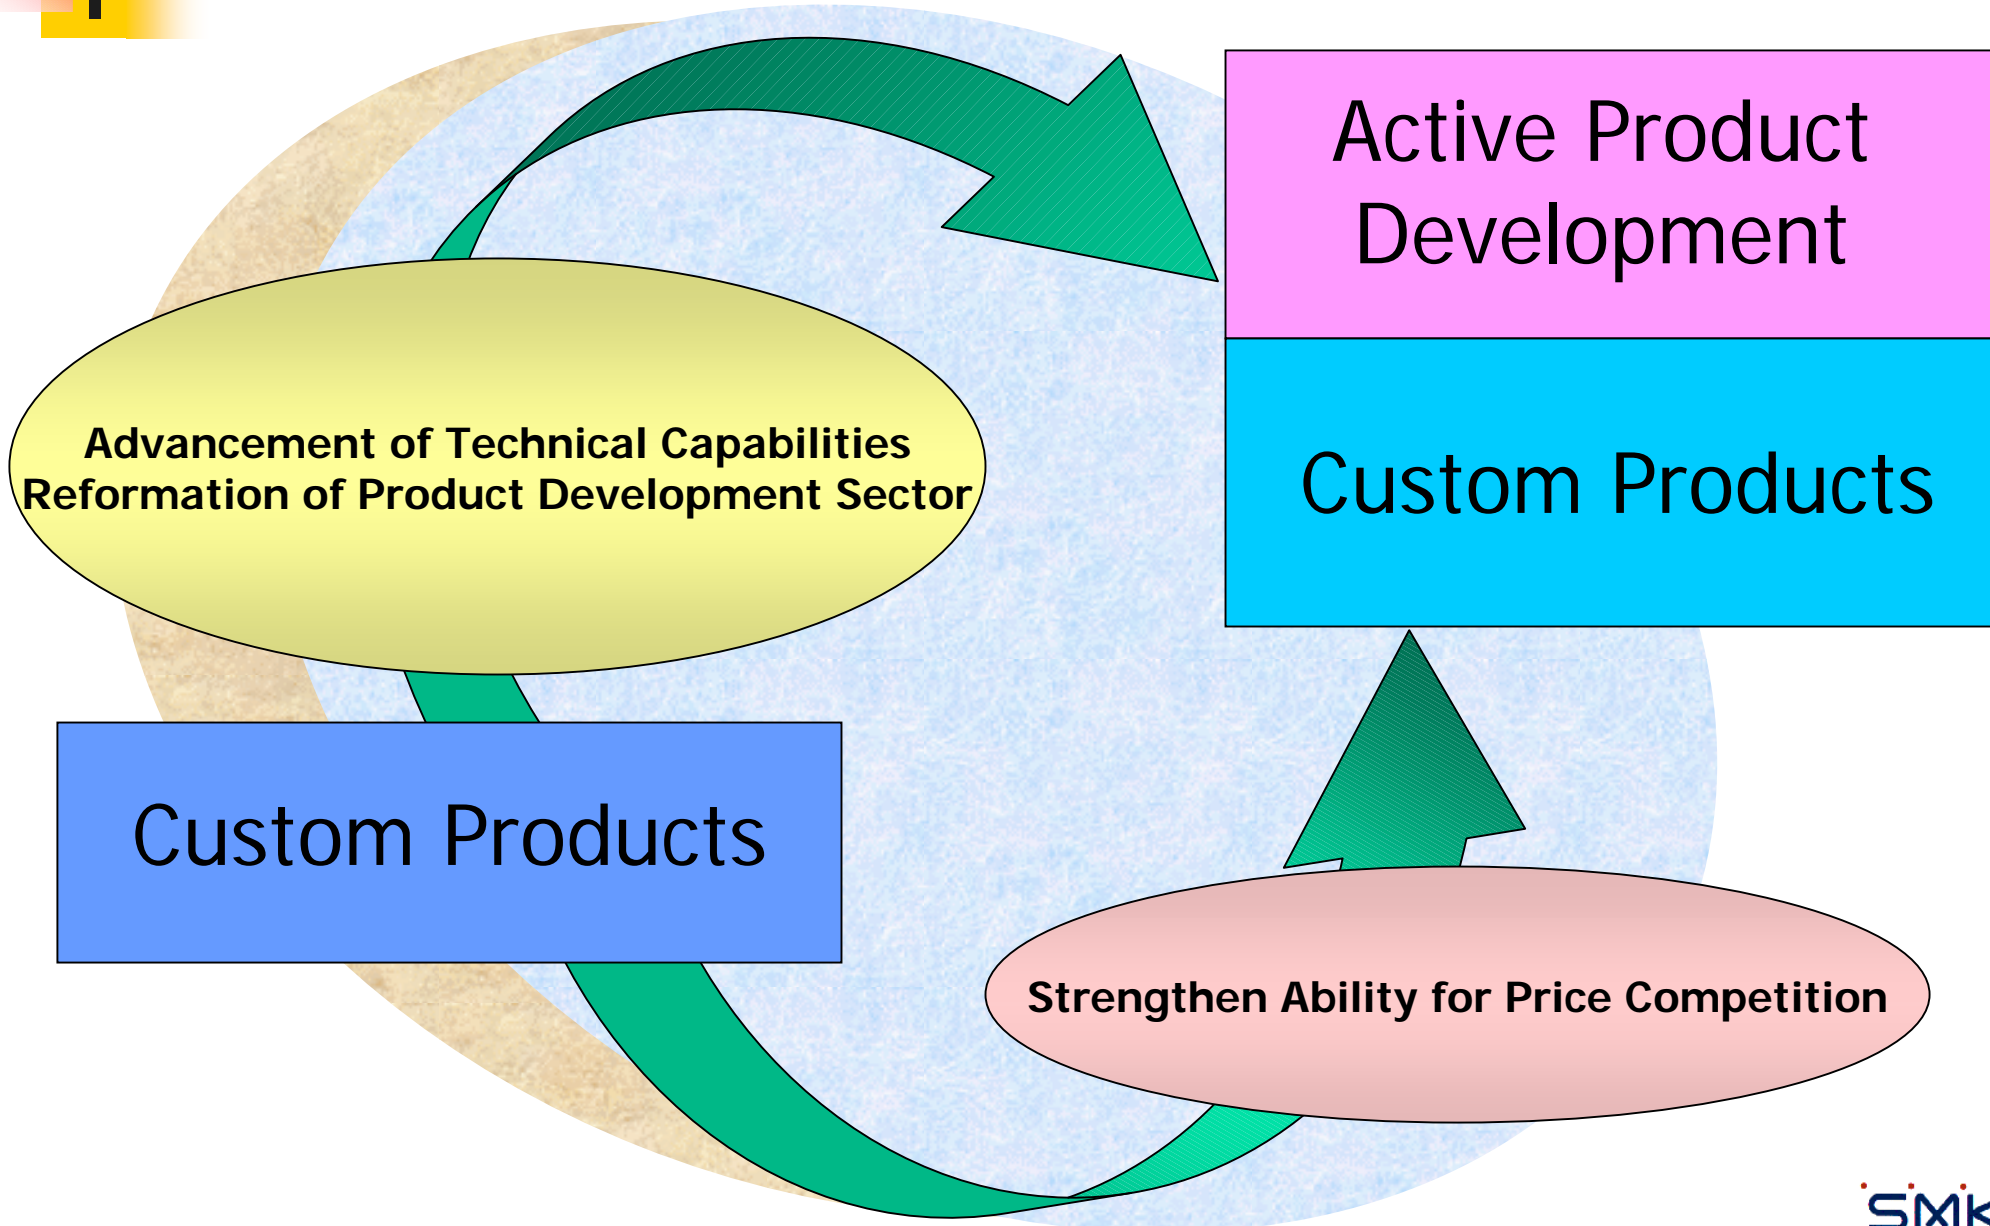 Active Product
Development
Advancement of Technical Capabilities
Reformation of Product Development Sector
Custom Products
Custom Products
Strengthen Ability for Price Competition
SMK